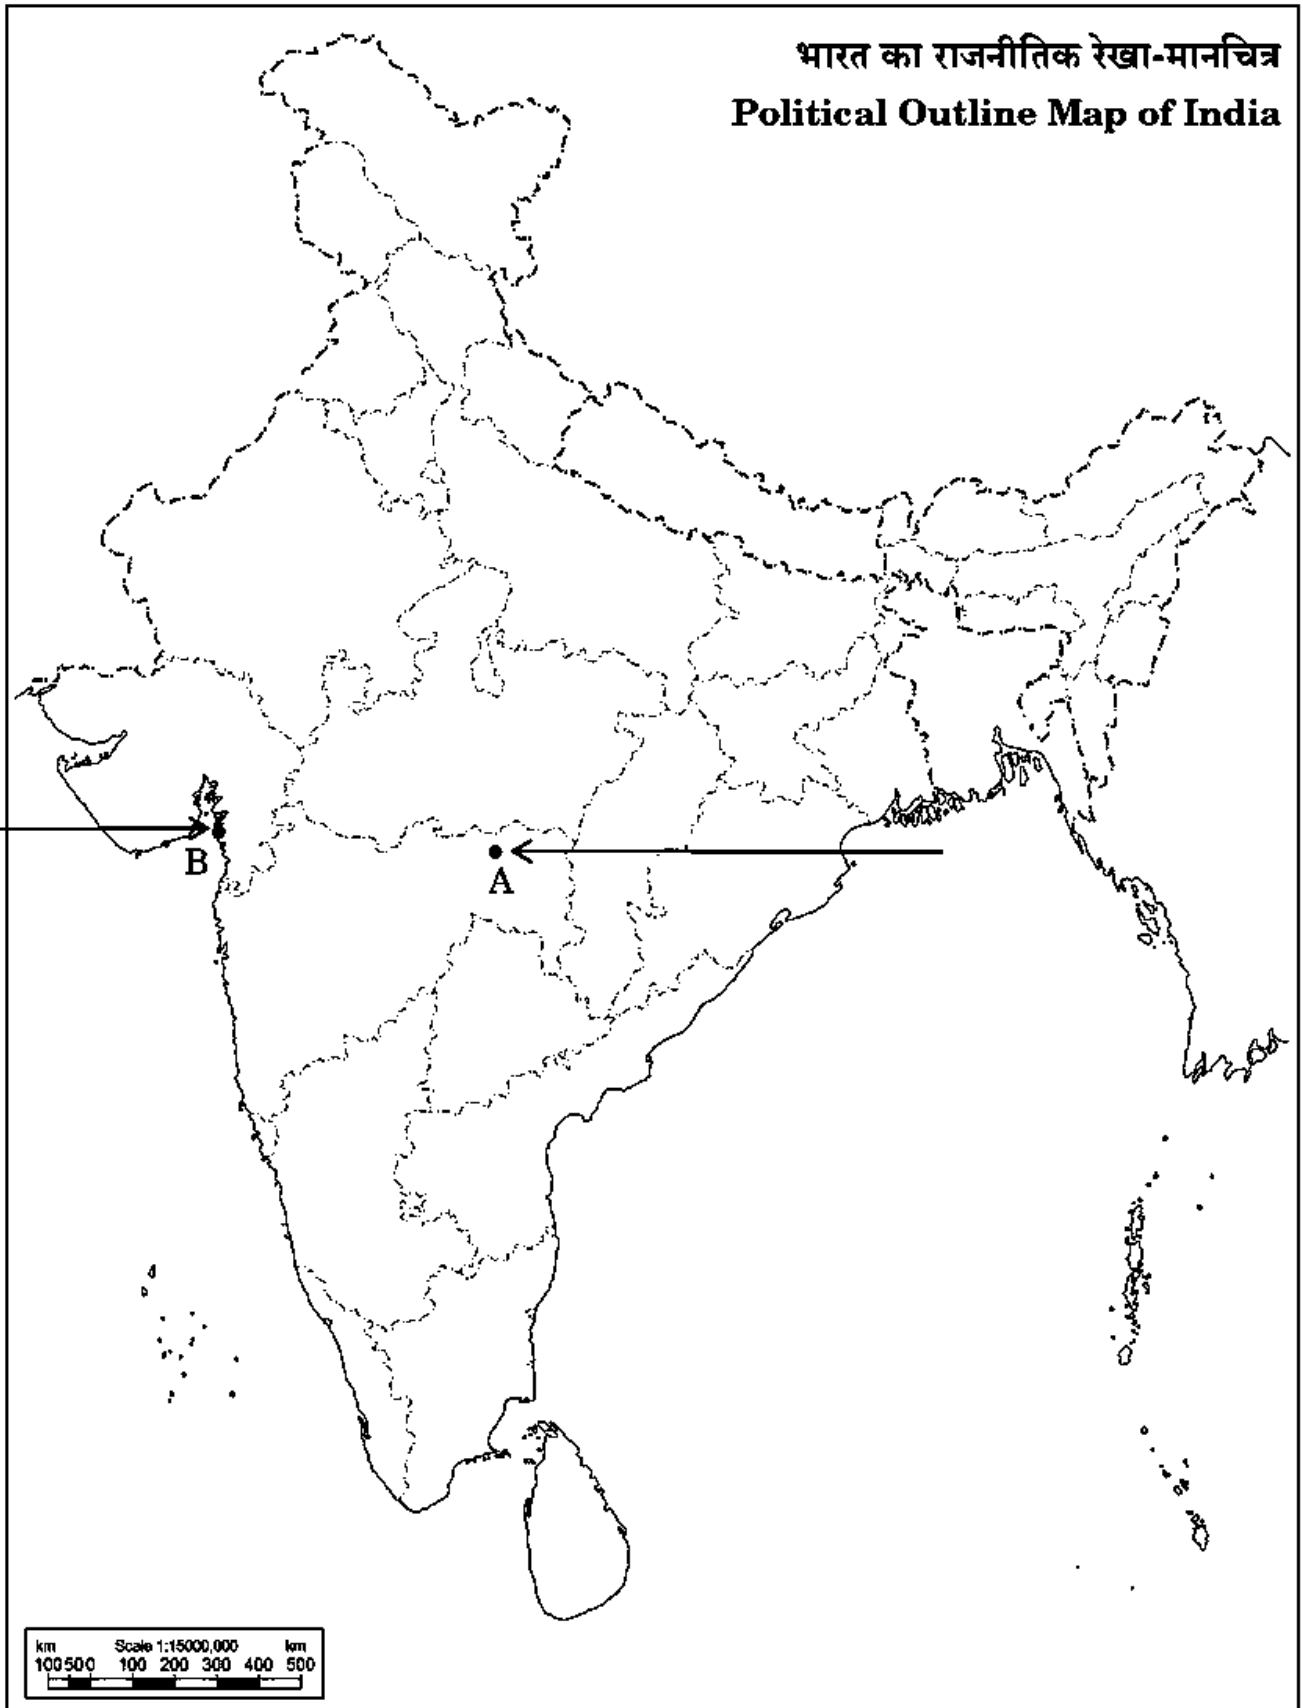 भारत का राजनीतिक रेखा-मानचित्र
Political Outline Map of India
B
A
km Scale 1:15000,000 km
100 50 0 100 200 300 400 500